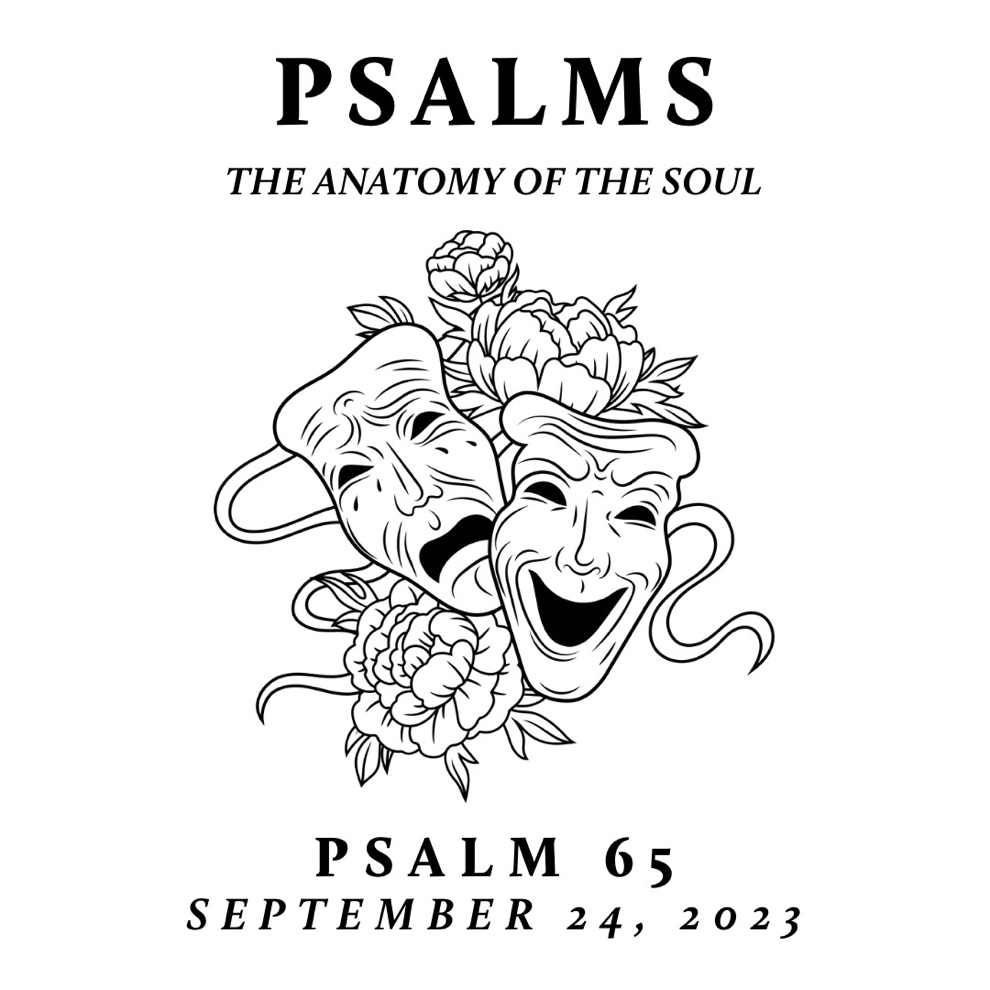 PSALMS
THE ANATOMY OF THE SOUL
PSALM 65
SEPTEMBER 24, 2023